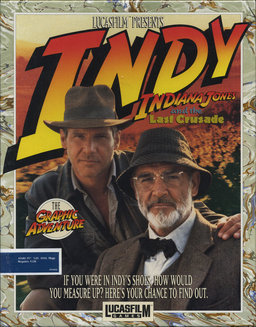 LUCASFILM™ PRESENTS
INDY
INDIANA JONES
AND THE
Last Crusade
THE
GRAPHIC
ADVENTURE
IF YOU WERE IN INDY'S SHOES, HOW WOULD
YOU MEASURE UP? HERE'S YOUR CHANCE TO FIND OUT.
LUCASFILM
GAMES